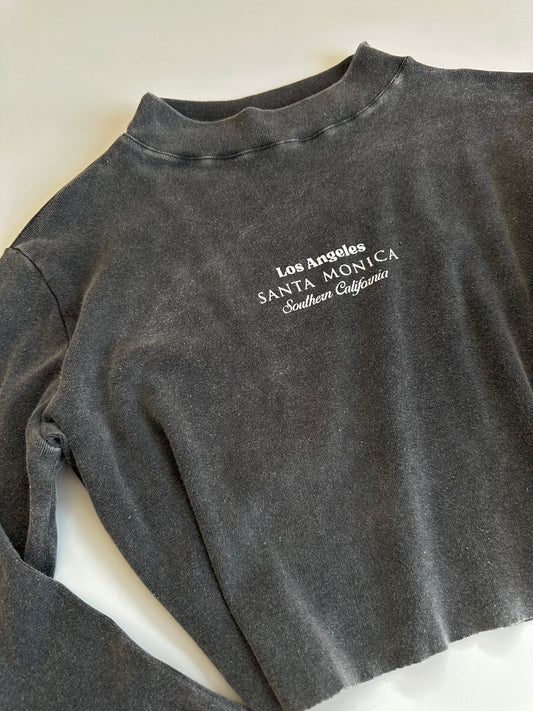 Los Angeles
SANTA MONICA
Southern California